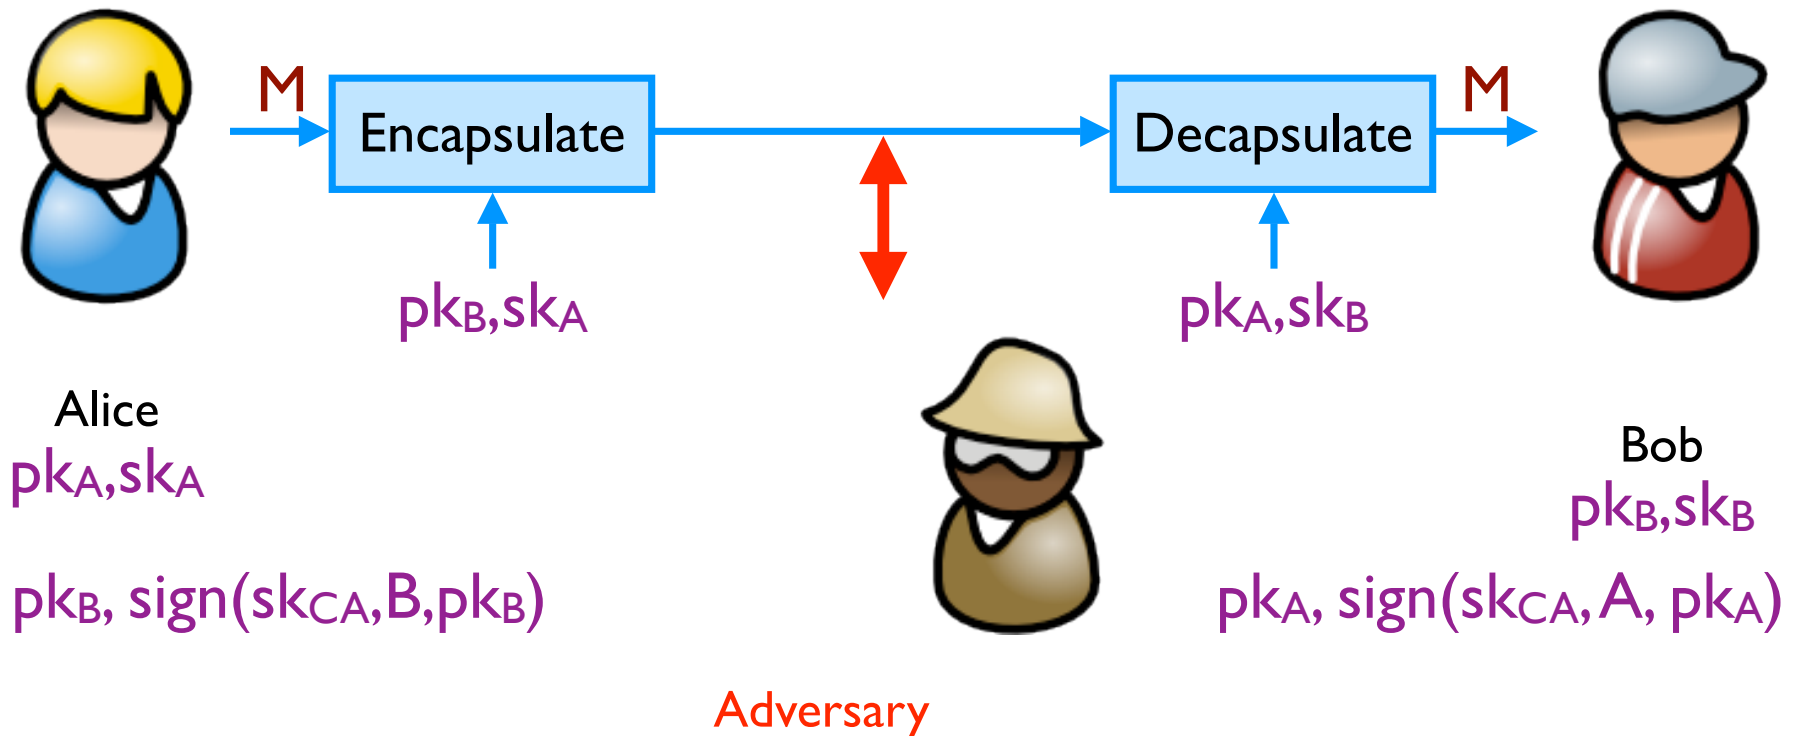 M
Encapsulate
Decapsulate
M
pkB,skA
pkA,skB
Alice
pkA,skA
Bob
pkB,skB
pkB, sign(skCA,B,pkB)
pkA, sign(skCA, A, pkA)
Adversary